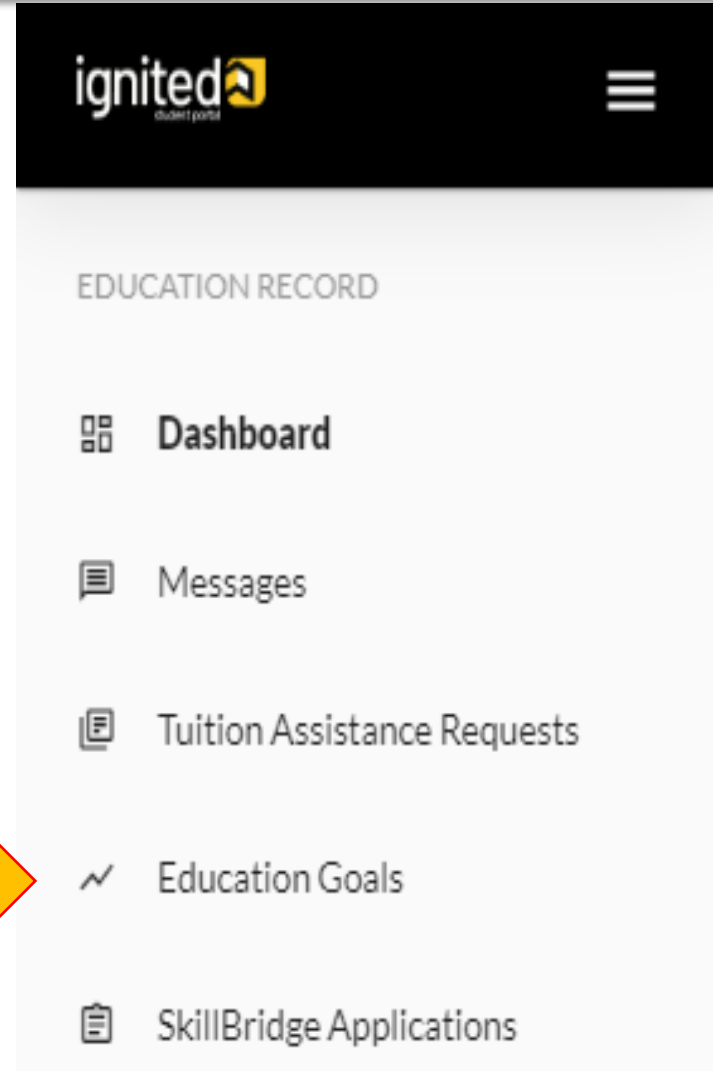 ignited
student portal
EDUCATION RECORD
Dashboard
Messages
Tuition Assistance Requests
Education Goals
SkillBridge Applications